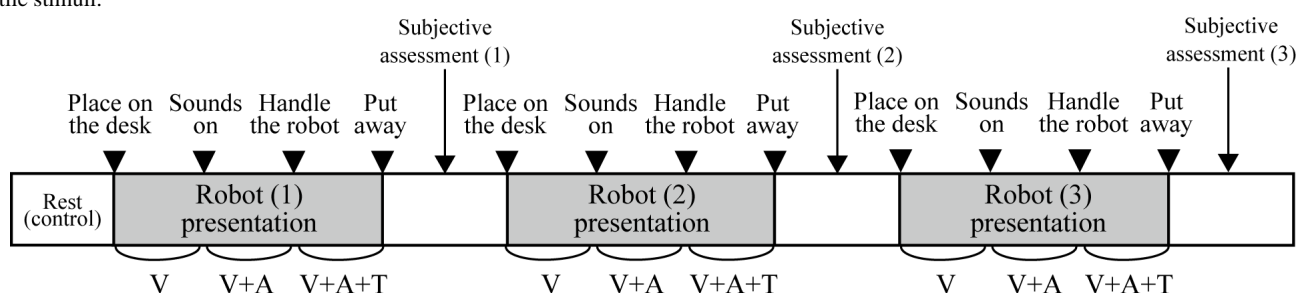 the stimuli.
Subjective
assessment (1)
Subjective
assessment (2)
Subjective
assessment (3)
Place on
the desk
Sounds
on
Handle
the robot
Put
away
Place on
the desk
Sounds
on
Handle
the robot
Put
away
Place on
the desk
Sounds
on
Handle
the robot
Put
away
Rest
(control)
Robot (1)
presentation
Robot (2)
presentation
Robot (3)
presentation
V
V+A
V+A+T
V
V+A
V+A+T
V
V+A
V+A+T